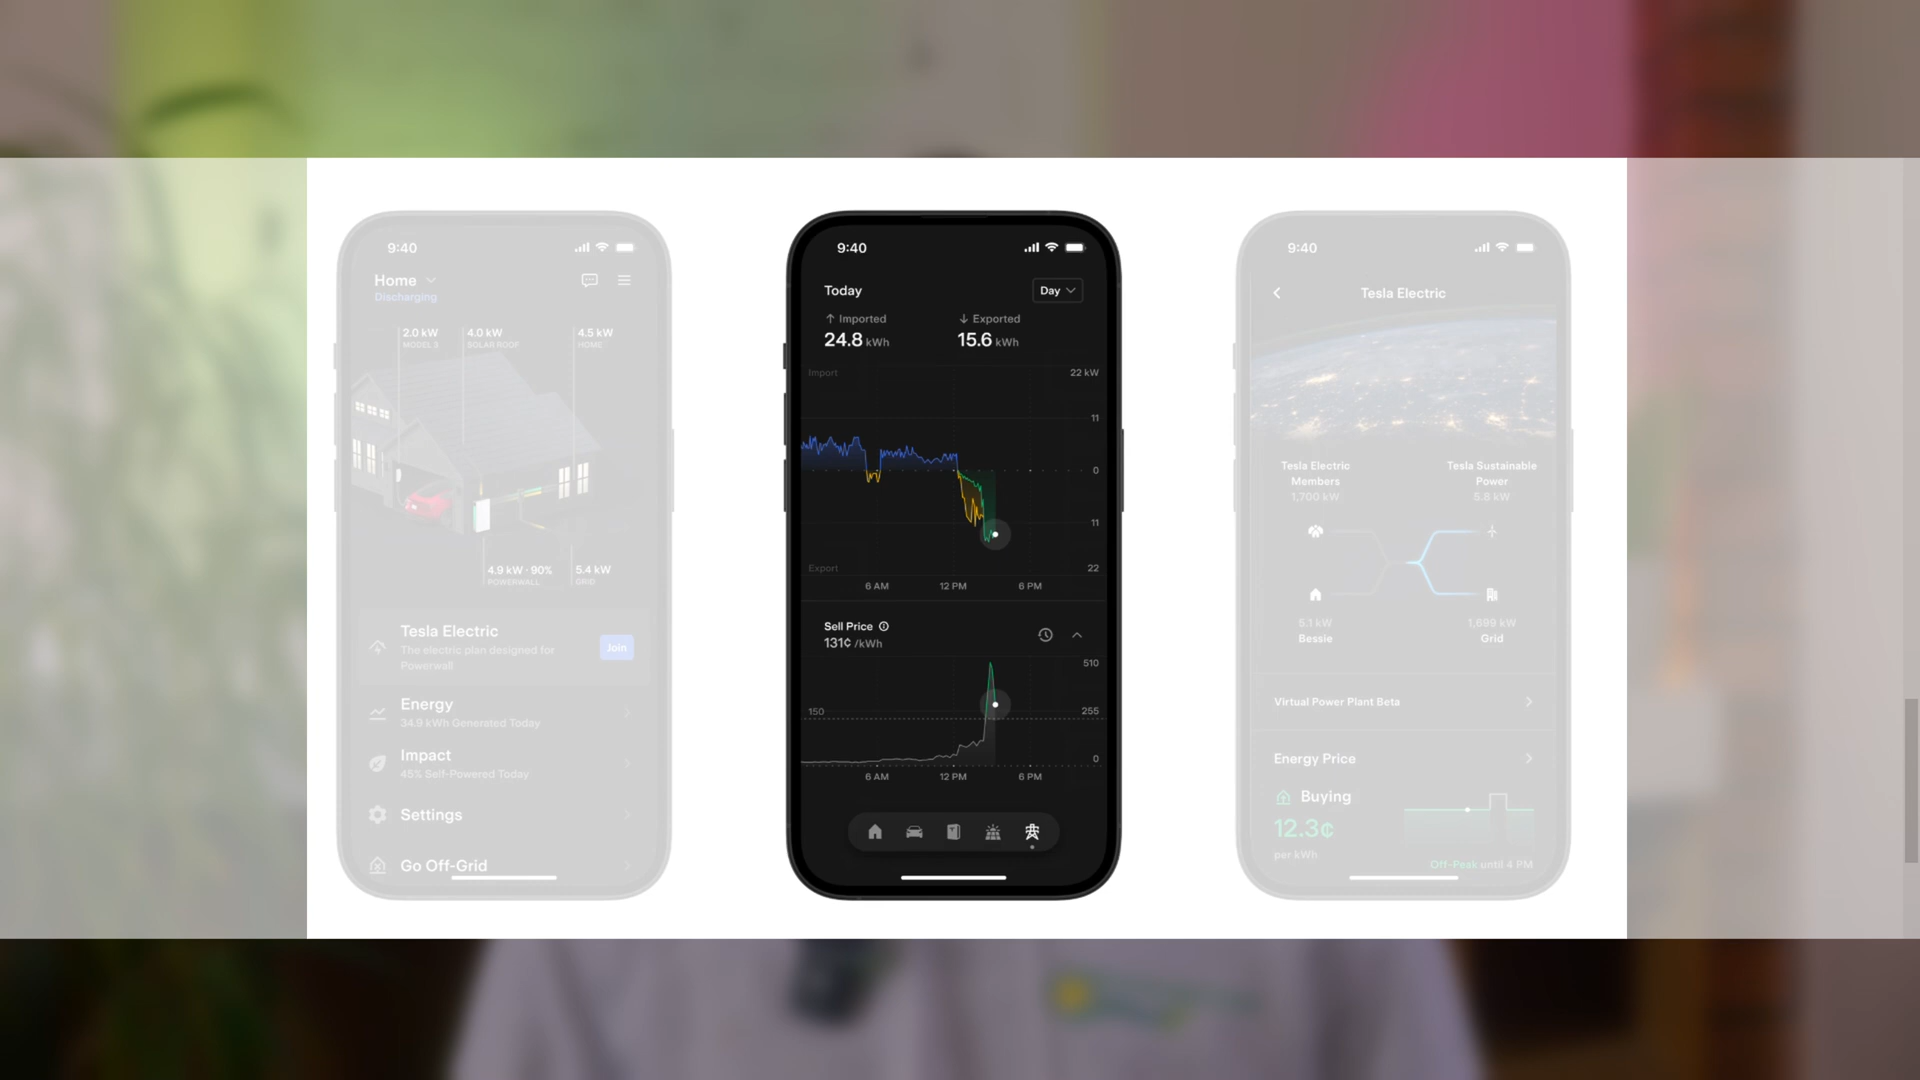 9:40
Home
Discharging
2.0 kW
MODEL 3
4.0 kW
SOLAR ROOF
4.5 kW
HOME
4.9 kW · 90%
POWERWALL
5.4 kW
GRID
Tesla Electric
The electric plan designed for
Powerwall
Join
Energy
34.9 kWh Generated Today
Impact
45% Self-Powered Today
Settings
Go Off-Grid
9:40
Today
Day
↑ Imported
24.8 kWh
↓ Exported
15.6 kWh
Import
22 kW
11
0
11
Export
22
6 AM 12 PM 6 PM
Sell Price
131¢ /kWh
510
150
255
0
6 AM 12 PM 6 PM
9:40
Tesla Electric
Tesla Electric
Members
1,700 kW
Tesla Sustainable
Power
5.8 kW
5.1 kW
Bessie
1,699 kW
Grid
Virtual Power Plant Beta
Energy Price
Buying
12.3¢
per kWh
Off-Peak until 4 PM